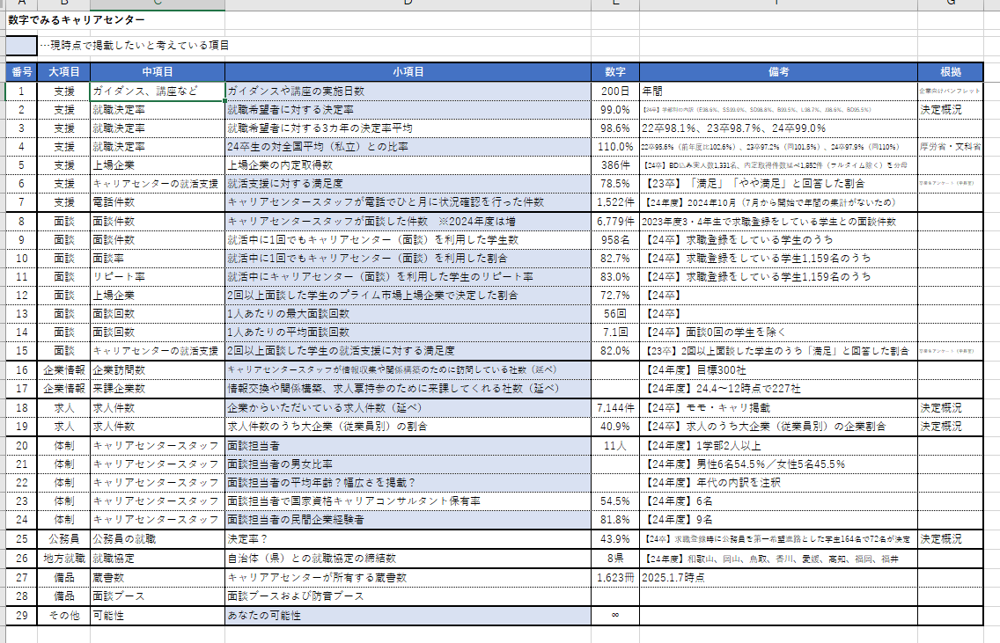 A B C D E F G
数字でみるキャリアセンター
…現時点で掲載したいと考えている項目
番号 大項目 中項目 小項目 数字 備考 根拠
1 支援 ガイダンス、講座など ガイダンスや講座の実施日数 200日 年間 企業向けパンフレット
2 支援 就職決定率 就職希望者に対する決定率 99.0% 決定概況
3 支援 就職決定率 就職希望者に対する3カ年の決定率平均 98.6% 22卒98.1%、23卒98.7%、24卒99.0%
4 支援 就職決定率 24卒生の対全国平均（私立）との比率 110.0% 22卒95.6%（前年度比102.6%）、23卒97.2%（同101.6%）、24卒97.9%（同110%） 厚労省・文科省
5 支援 上場企業 上場企業の内定取得数 386件 【24卒】BD込み実人数1,331名、内定取得件数延べ1,852件（フルタイム除く）を分母
6 支援 キャリアセンターの就活支援 就活支援に対する満足度 78.5% 【23卒】「満足」「やや満足」と回答した割合
7 支援 電話件数 キャリアセンタースタッフが電話でひと月に状況確認を行った件数 1,522件 【24年度】2024年10月（7月から開始で年間の集計がないため）
8 面談 面談件数 キャリアセンタースタッフが面談した件数　※2024年度は増 6,779件 2023年度3・4年生で求職登録をしている学生との面談件数
9 面談 面談件数 就活中に1回でもキャリアセンター（面談）を利用した学生数 958名 【24卒】求職登録をしている学生のうち
10 面談 面談率 就活中に1回でもキャリアセンター（面談）を利用した割合 82.7% 【24卒】求職登録をしている学生1,159名のうち
11 面談 リピート率 就活中にキャリアセンター（面談）を利用した学生のリピート率 83.0% 【24卒】求職登録をしている学生1,159名のうち
12 面談 上場企業 2回以上面談した学生のプライム市場上場企業で決定した割合 72.7% 【24卒】
13 面談 面談回数 1人あたりの最大面談回数 56回 【24卒】
14 面談 面談回数 1人あたりの平均面談回数 7.1回 【24卒】面談0回の学生を除く
15 面談 キャリアセンターの就活支援 2回以上面談した学生の就活支援に対する満足度 82.0% 【23卒】2回以上面談した学生のうち「満足」と回答した割合
16 企業情報 企業訪問数 キャリアセンタースタッフが情報収集や関係構築のために訪問している社数（延べ） 【24年度】目標300社
17 企業情報 来課企業数 情報交換や関係構築、求人票持参のために来課してくれる社数（延べ） 【24年度】24.4〜12時点で227社
18 求人 求人件数 企業からいただいている求人件数（延べ） 7,144件 【24卒】モモ・キャリ掲載 決定概況
19 求人 求人件数 求人件数のうち大企業（従業員別）の割合 40.9% 【24卒】求人のうち大企業（従業員別）の企業割合 決定概況
20 体制 キャリアセンタースタッフ 面談担当者 11人 【24年度】1学部2人以上
21 体制 キャリアセンタースタッフ 面談担当者の男女比率 【24年度】男性6名54.5%／女性5名45.5%
22 体制 キャリアセンタースタッフ 面談担当者の平均年齢？幅広さを掲載？ 【24年度】年代の内訳を注釈
23 体制 キャリアセンタースタッフ 面談担当者で国家資格キャリアコンサルタント保有率 54.5% 【24年度】6名
24 体制 キャリアセンタースタッフ 面談担当者の民間企業経験者 81.8% 【24年度】9名
25 公務員 公務員の就職 決定率？ 43.9% 【24卒】求職登録時に公務員を第一希望進路とした学生164名で72名が決定 決定概況
26 地方就職 就職協定 自治体（県）との就職協定の締結数 8県 【24年度】和歌山、岡山、鳥取、香川、愛媛、高知、福岡、福井
27 備品 蔵書数 キャリアアセンターが所有する蔵書数 1,623冊 2025.1.7時点
28 備品 面談ブース 面談ブースおよび防音ブース
29 その他 可能性 あなたの可能性 ∞